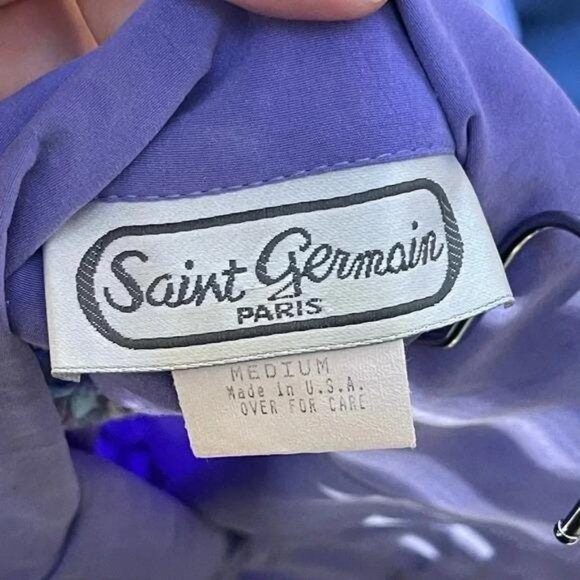 Saint Germain
PARIS
MEDIUM
Made in U.S.A.
OVER FOR CARE